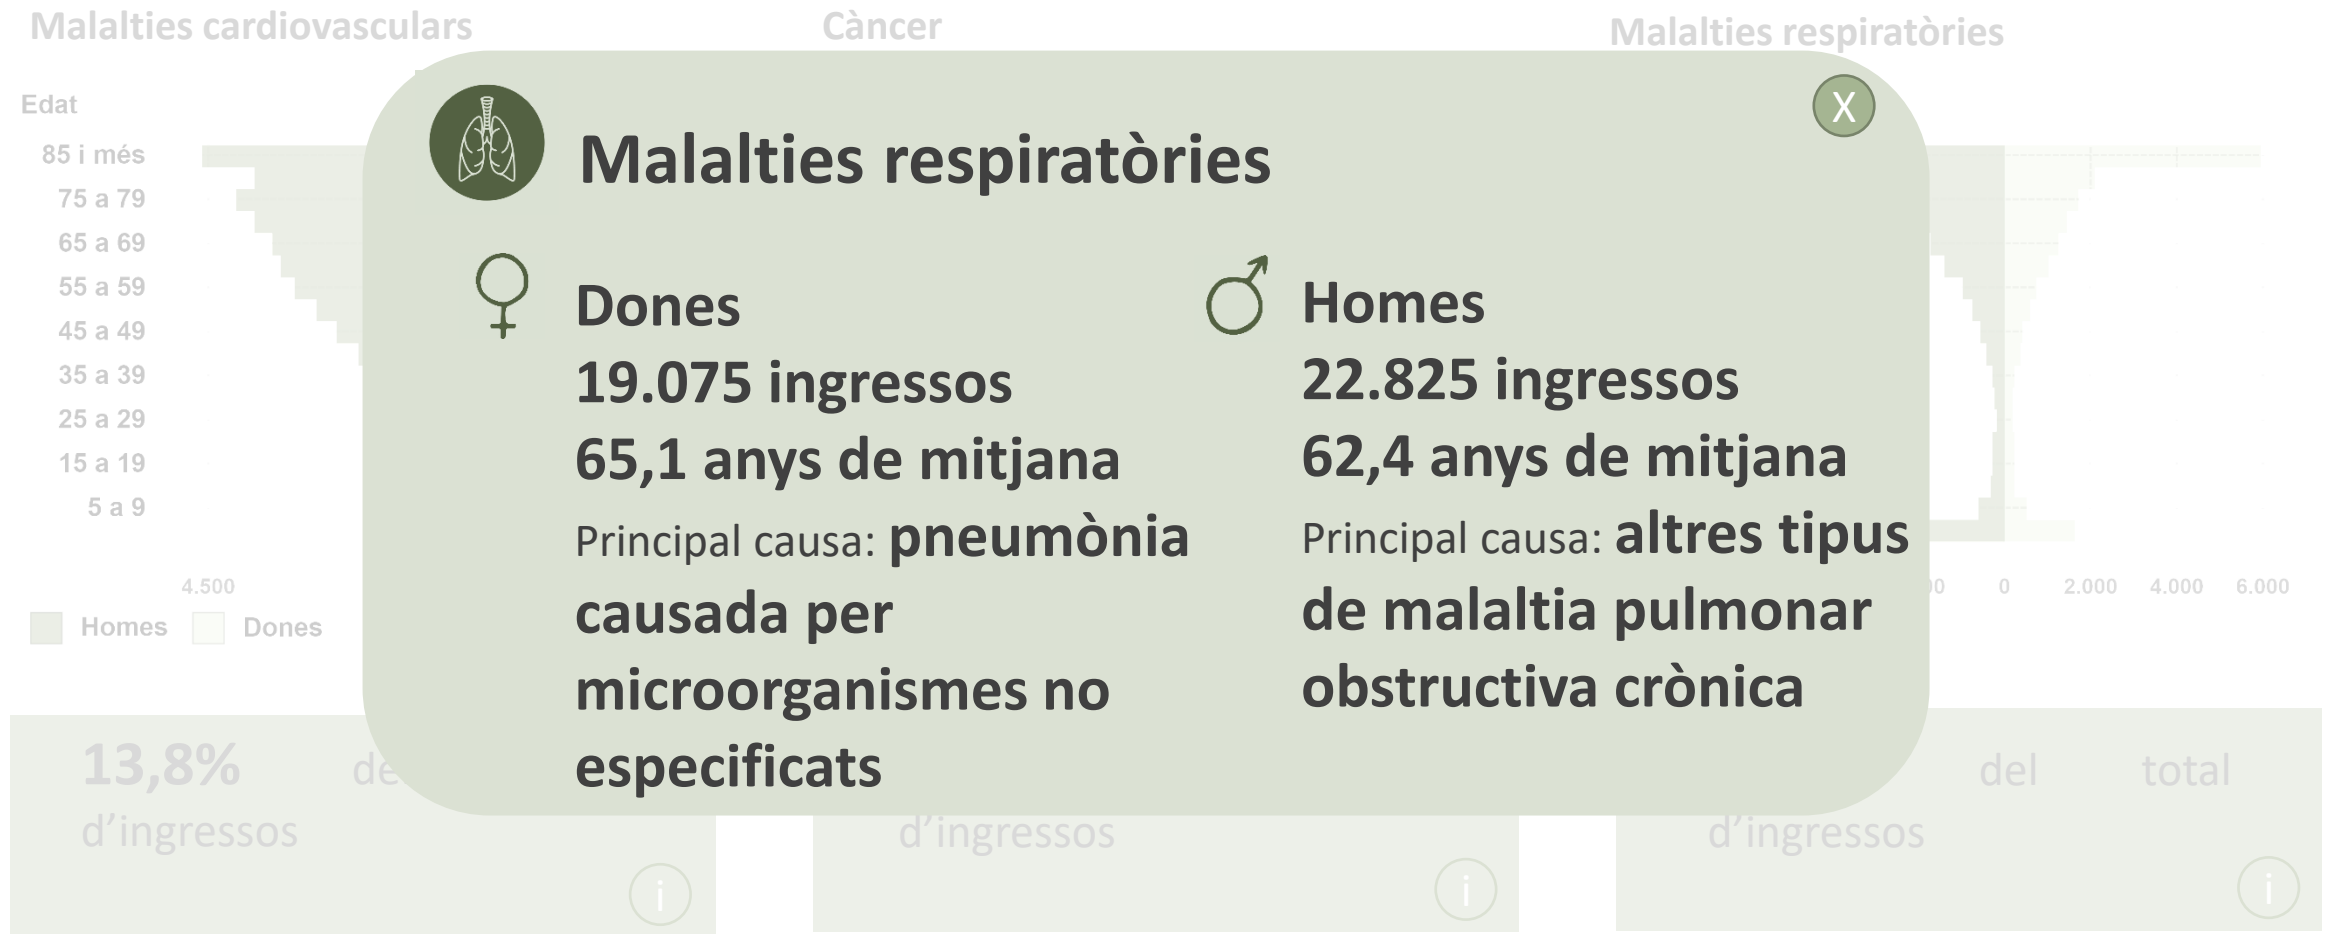 Malalties cardiovasculars
Càncer
Malalties respiratòries
Edat
85 i més
75 a 79
65 a 69
55 a 59
45 a 49
35 a 39
25 a 29
15 a 19
5 a 9
4.500
Homes
Dones
X
Malalties respiratòries
Dones
19.075 ingressos
65,1 anys de mitjana
Principal causa: pneumònia
causada per
microorganismes no
especificats
Homes
22.825 ingressos
62,4 anys de mitjana
Principal causa: altres tipus
de malaltia pulmonar
obstructiva crònica
0
2.000
4.000
6.000
13,8%
d’ingressos
i
d’ingressos
i
del total
d’ingressos
i